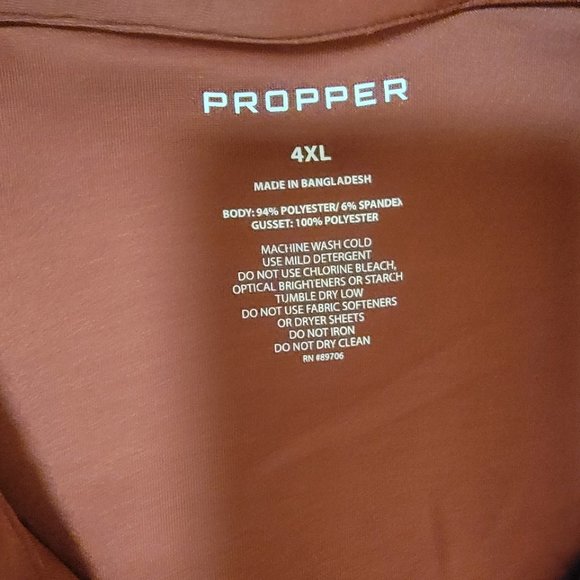 PROPPER
4XL
MADE IN BANGLADESH
BODY: 94% POLYESTER/ 6% SPANDEX
GUSSET: 100% POLYESTER
MACHINE WASH COLD
USE MILD DETERGENT
DO NOT USE CHLORINE BLEACH,
OPTICAL BRIGHTENERS OR STARCH
TUMBLE DRY LOW
DO NOT USE FABRIC SOFTENERS
OR DRYER SHEETS
DO NOT IRON
DO NOT DRY CLEAN
RN #89706